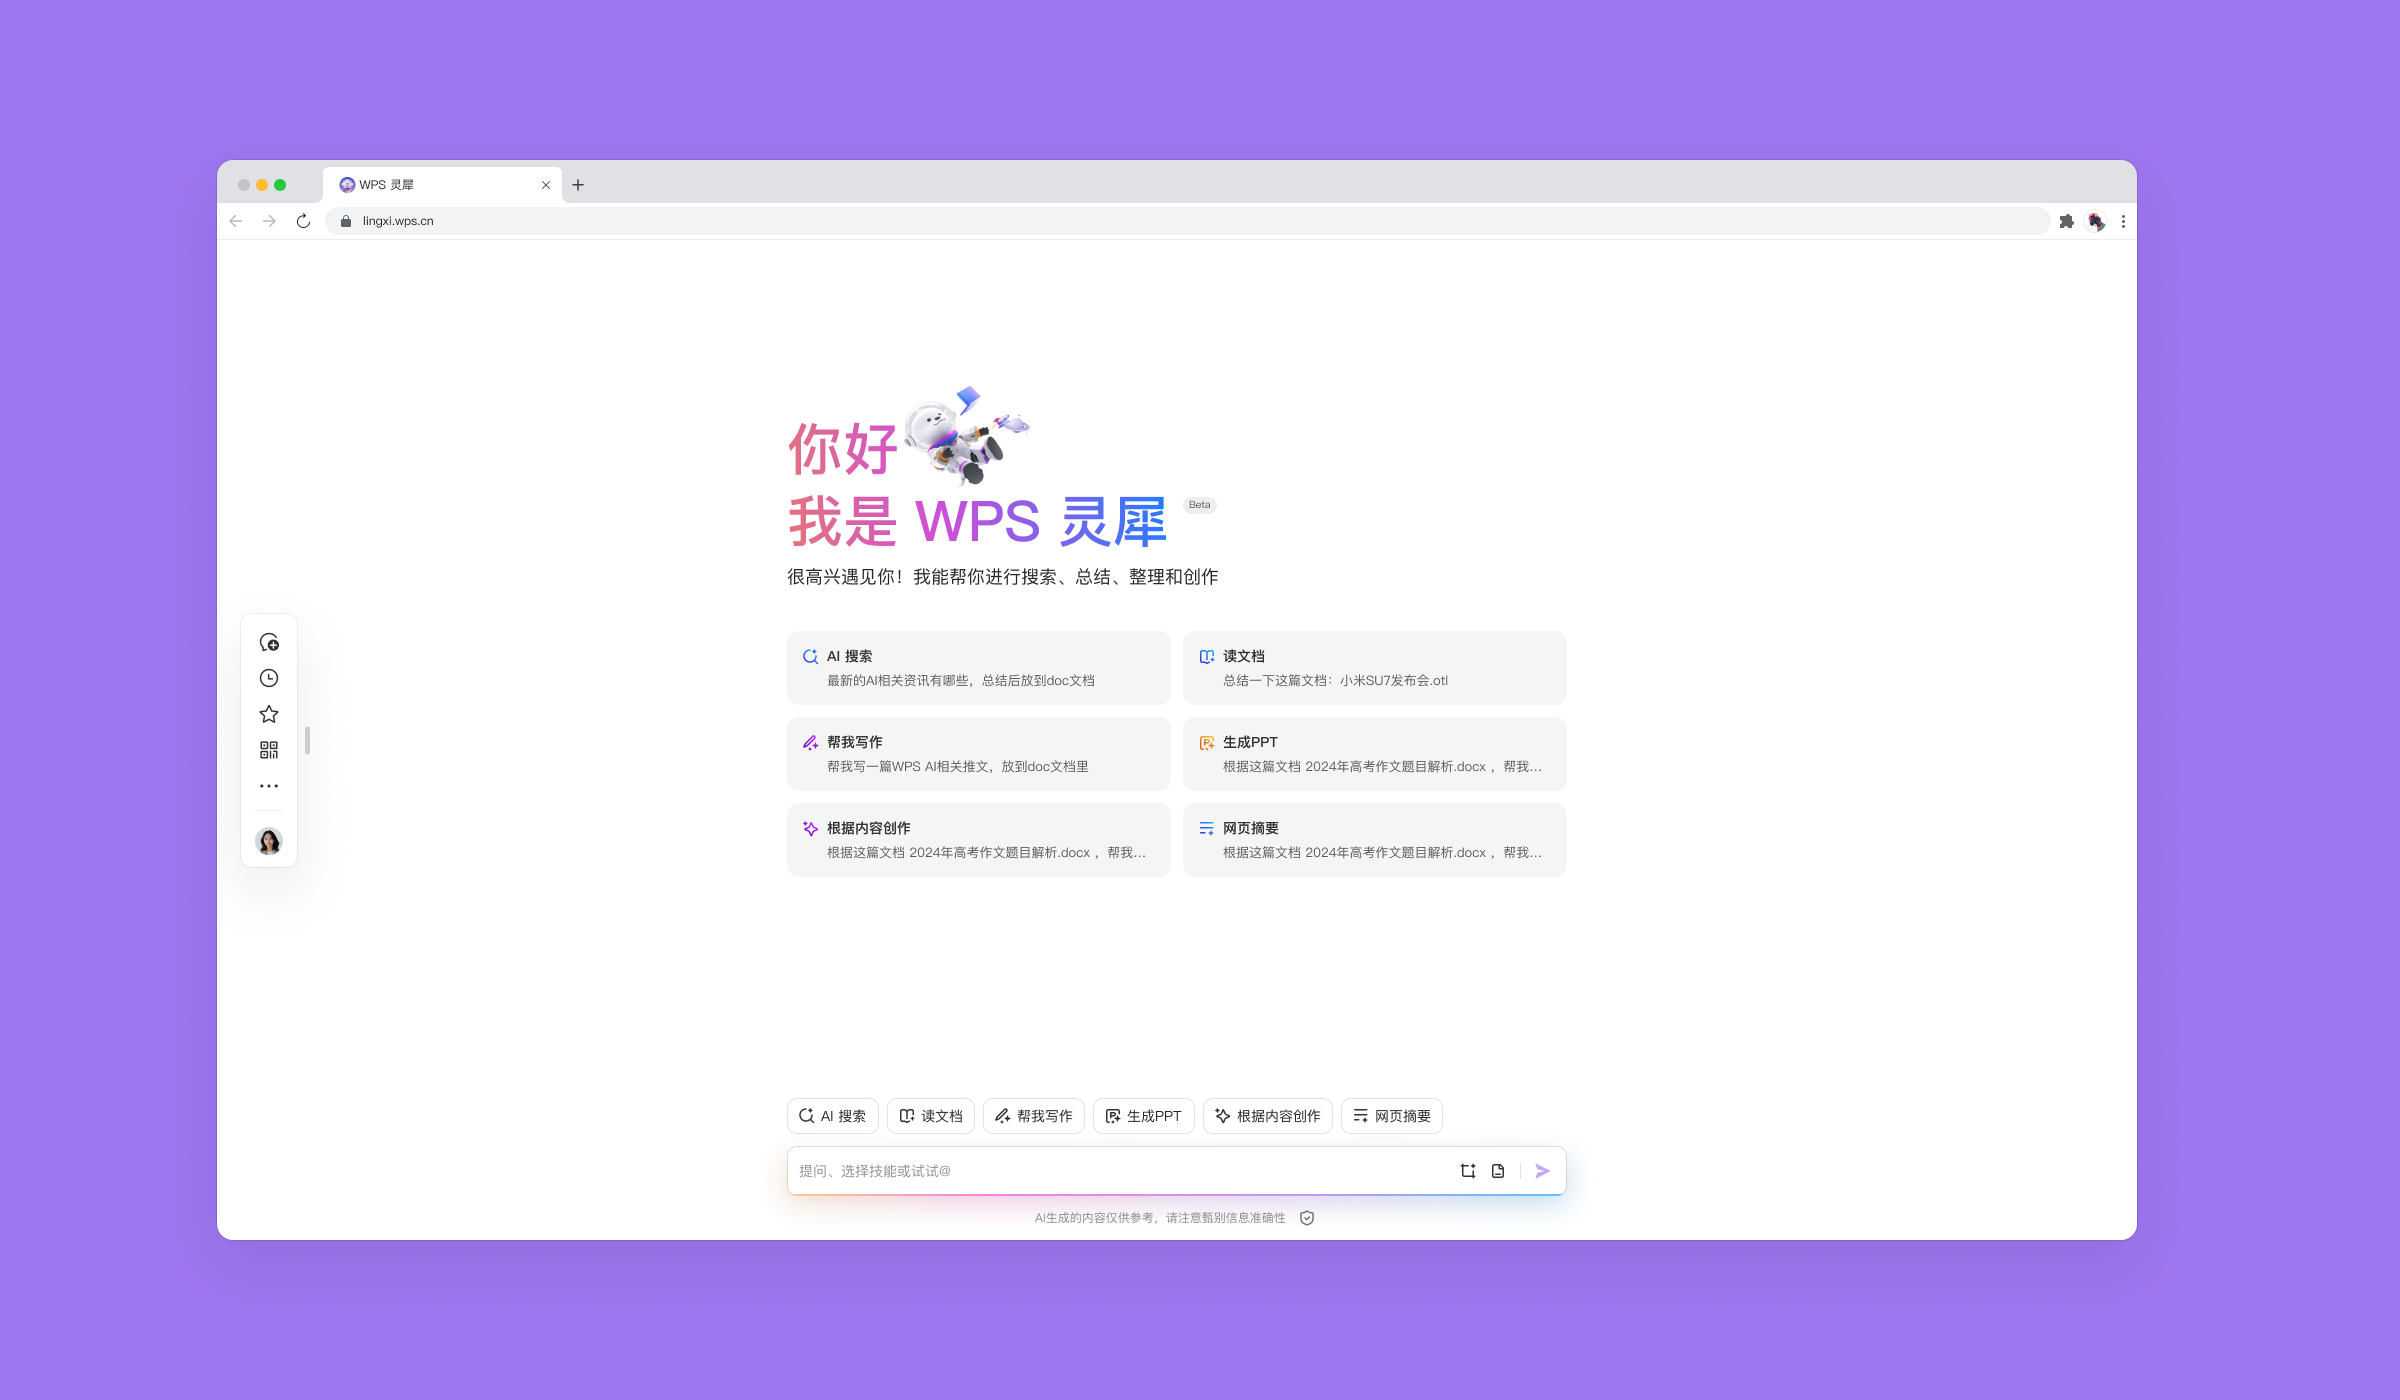 WPS 灵犀
lingxi.wps.cn
你好
我是 WPS 灵犀 Beta
很高兴遇见你！我能帮你进行搜索、总结、整理和创作
AI 搜索
最新的AI相关资讯有哪些，总结后放到doc文档
读文档
总结一下这篇文档：小米SU7发布会.otl
帮我写作
帮我写一篇WPS AI相关推文，放到doc文档里
生成PPT
根据这篇文档 2024年高考作文题目解析.docx ，帮我...
根据内容创作
根据这篇文档 2024年高考作文题目解析.docx ，帮我...
网页摘要
根据这篇文档 2024年高考作文题目解析.docx ，帮我...
AI 搜索 读文档 帮我写作 生成PPT 根据内容创作 网页摘要
提问、选择技能或试试@
AI生成的内容仅供参考，请注意甄别信息准确性